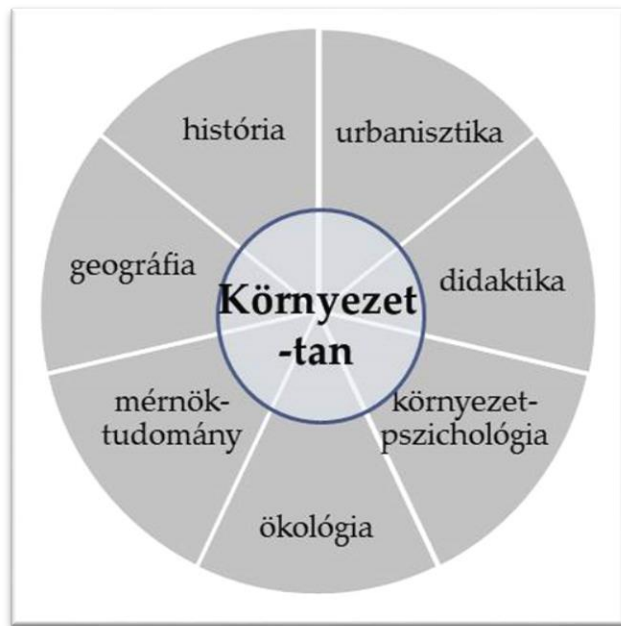 história
urbanisztika
geográfia
didaktika
Környezet
-tan
mérnök-
tudomány
környezet-
pszichológia
ökológia